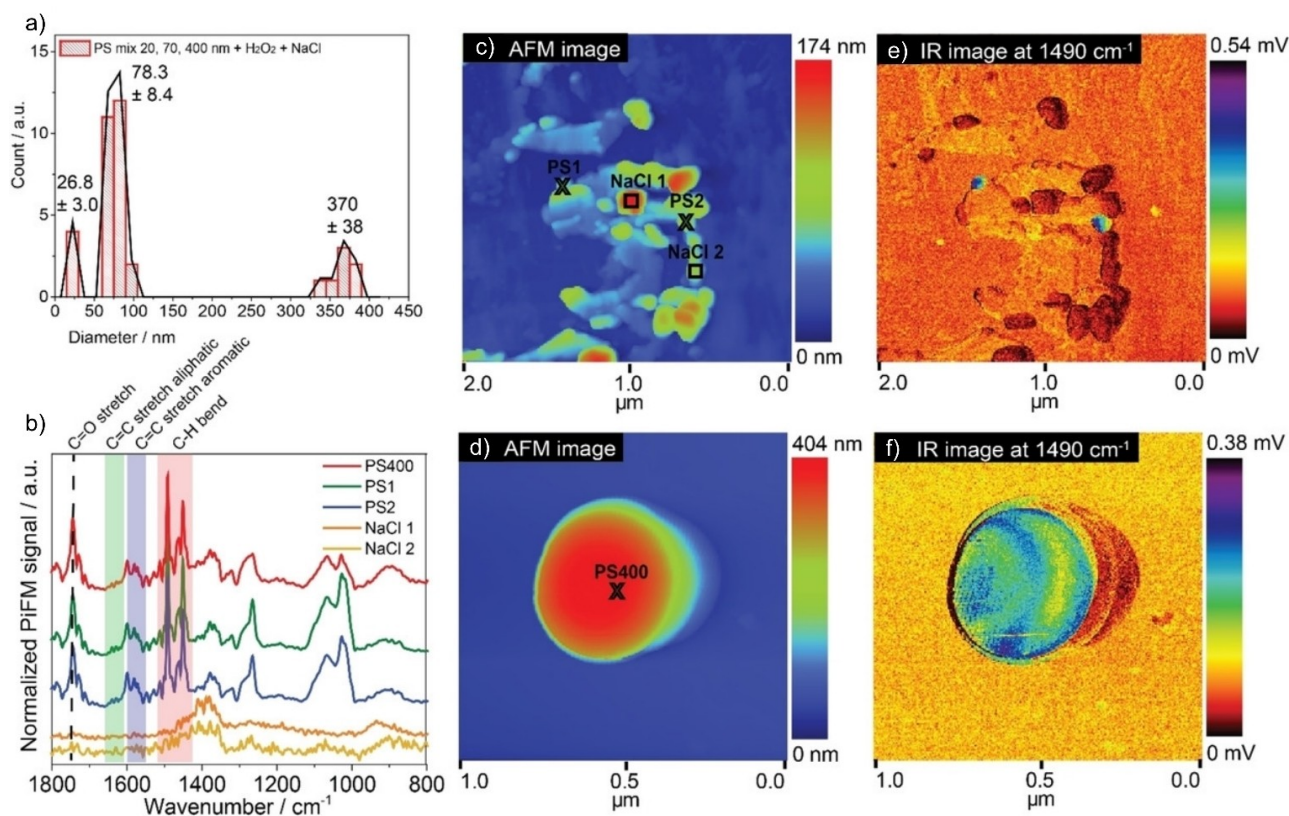 a)
PS mix 20, 70, 400 nm + H₂O₂ + NaCl
78.3
± 8.4
26.8
± 3.0
370
± 38
Count / a.u.
15
10
5
0
0 50 100 150 200 250 300 350 400 450
Diameter / nm
b)
C=O stretch
C=C stretch aliphatic
C=C stretch aromatic
C-H bend
PS400
PS1
PS2
NaCl 1
NaCl 2
Normalized PiFM signal / a.u.
1800 1600 1400 1200 1000 800
Wavenumber / cm⁻¹
c) AFM image
174 nm
PS1
NaCl 1
PS2
NaCl 2
0 nm
2.0 1.0 0.0
µm
e) IR image at 1490 cm⁻¹
0.54 mV
0 mV
2.0 1.0 0.0
µm
d) AFM image
404 nm
PS400
0 nm
1.0 0.5 0.0
µm
f) IR image at 1490 cm⁻¹
0.38 mV
0 mV
1.0 0.5 0.0
µm